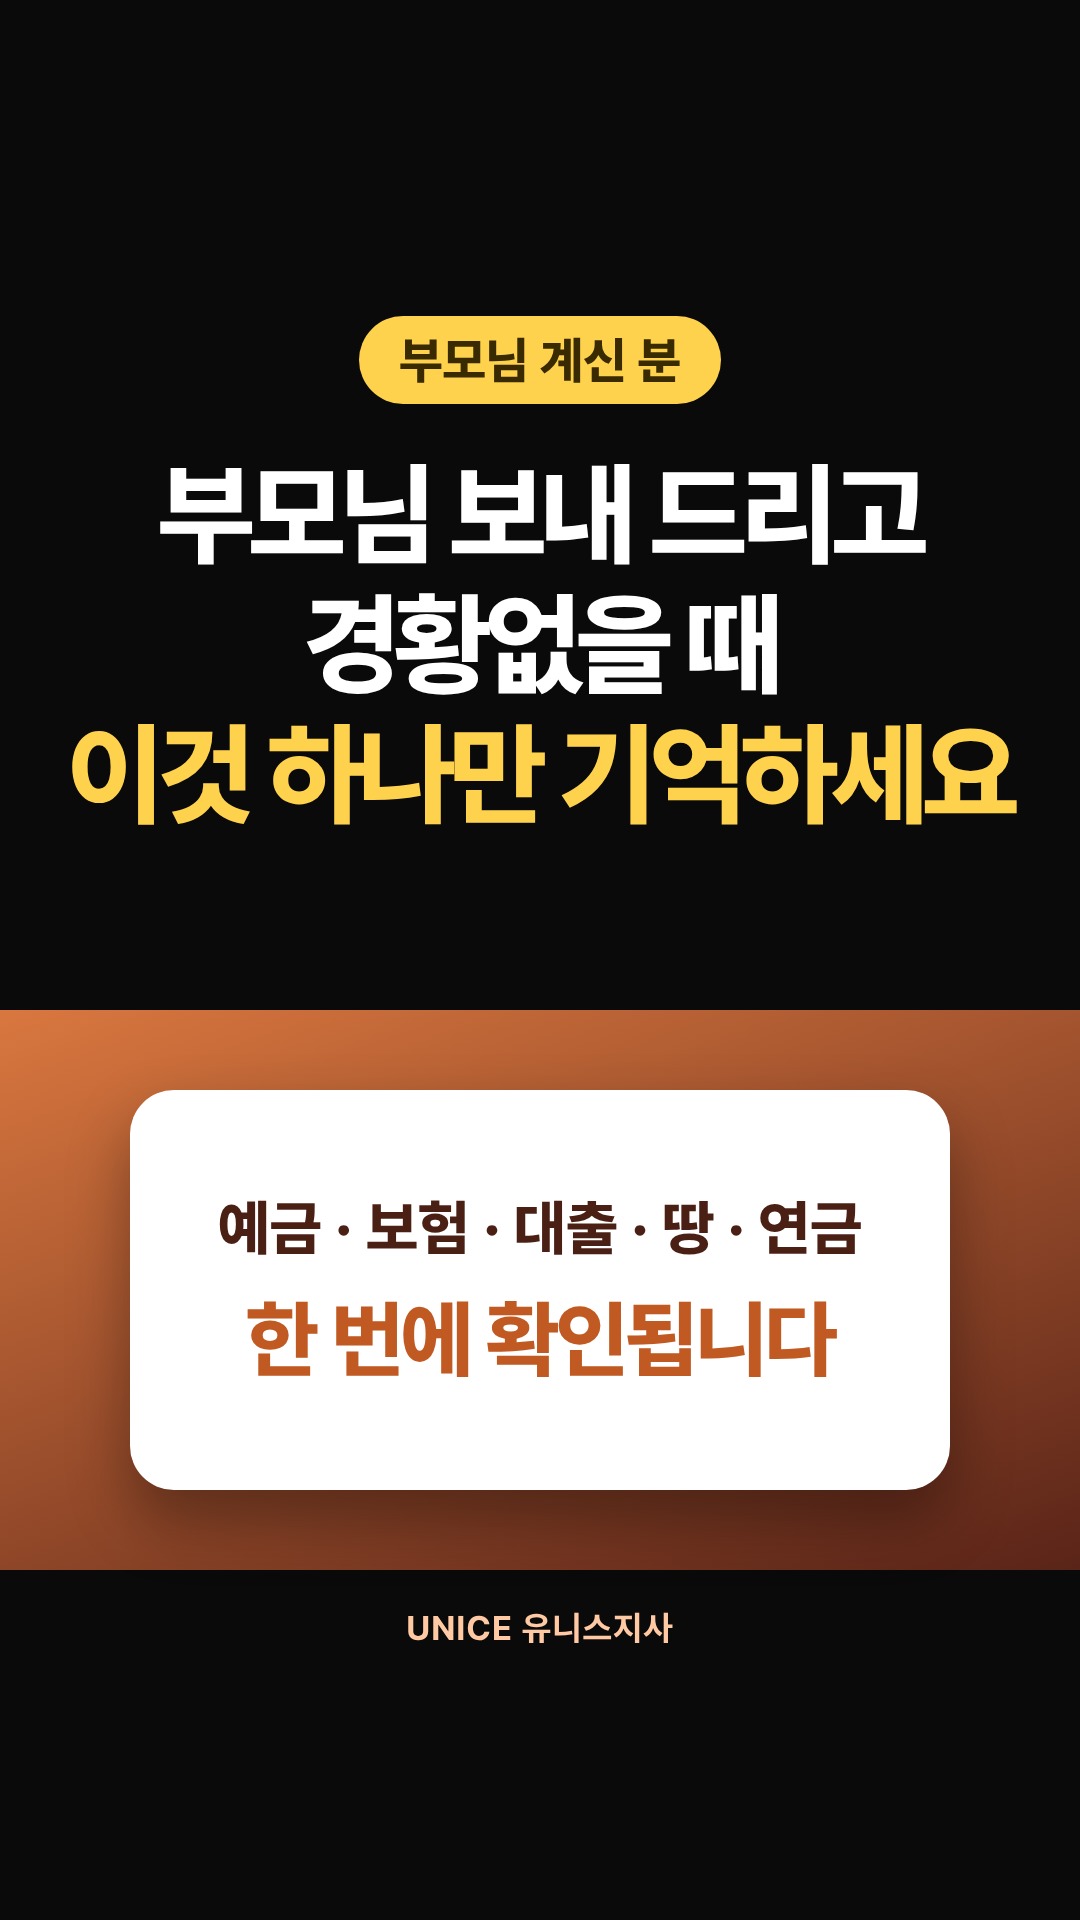 부모님 계신 분
부모님 보내 드리고
경황없을 때
이것 하나만 기억하세요
예금 · 보험 · 대출 · 땅 · 연금
한 번에 확인됩니다
UNICE 유니스지사